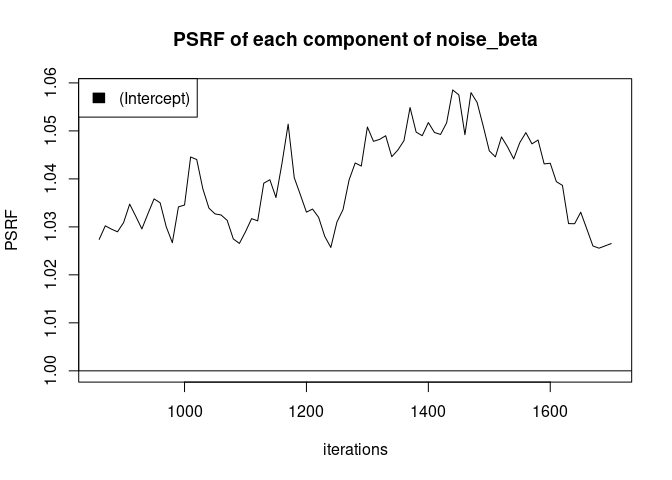 PSRF of each component of noise_beta
(Intercept)
PSRF
1.06
1.05
1.04
1.03
1.02
1.01
1.00
1000 1200 1400 1600
iterations